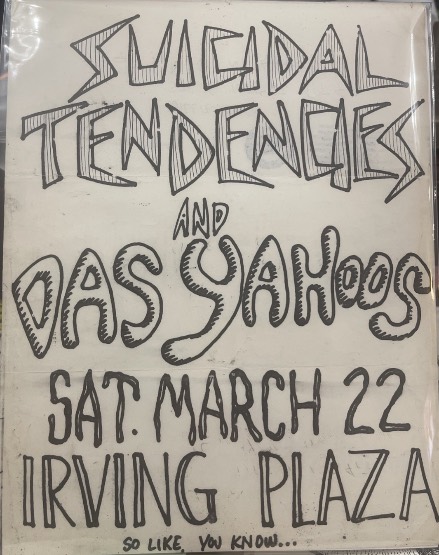 SUICIDAL
TENDENCIES
AND
DAS YAHOOS
SAT. MARCH 22
IRVING PLAZA
SO LIKE, YOU KNOW...